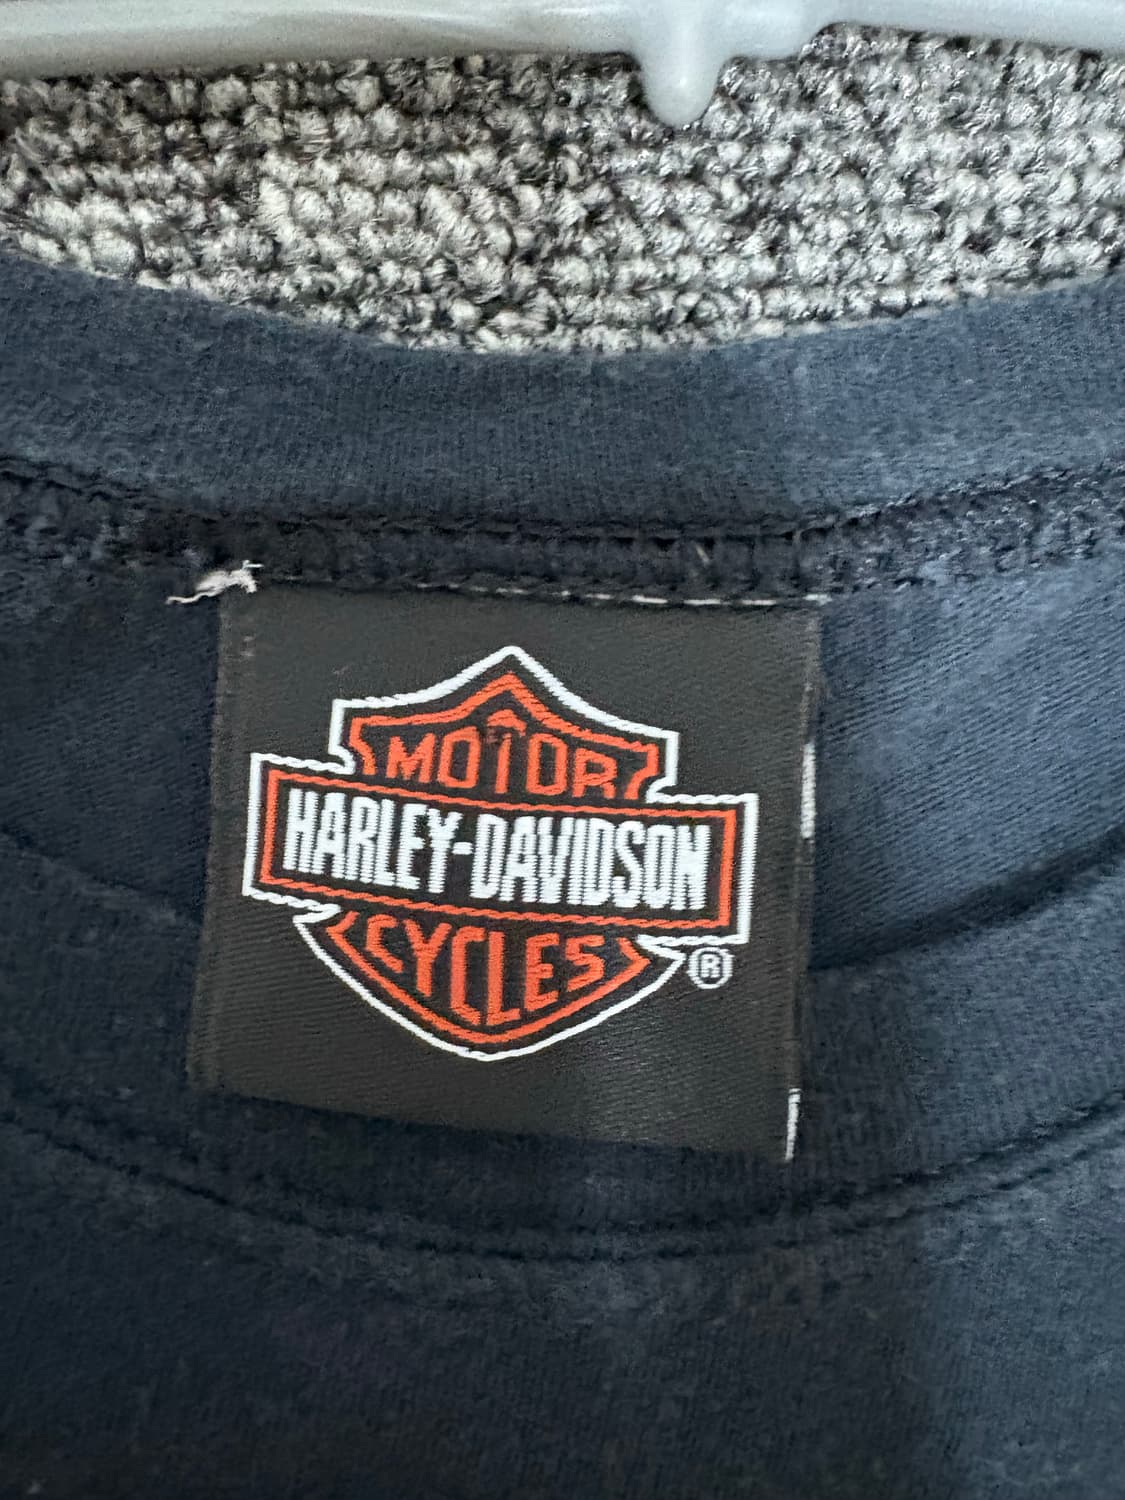 MOTOR
HARLEY-DAVIDSON
CYCLES
®